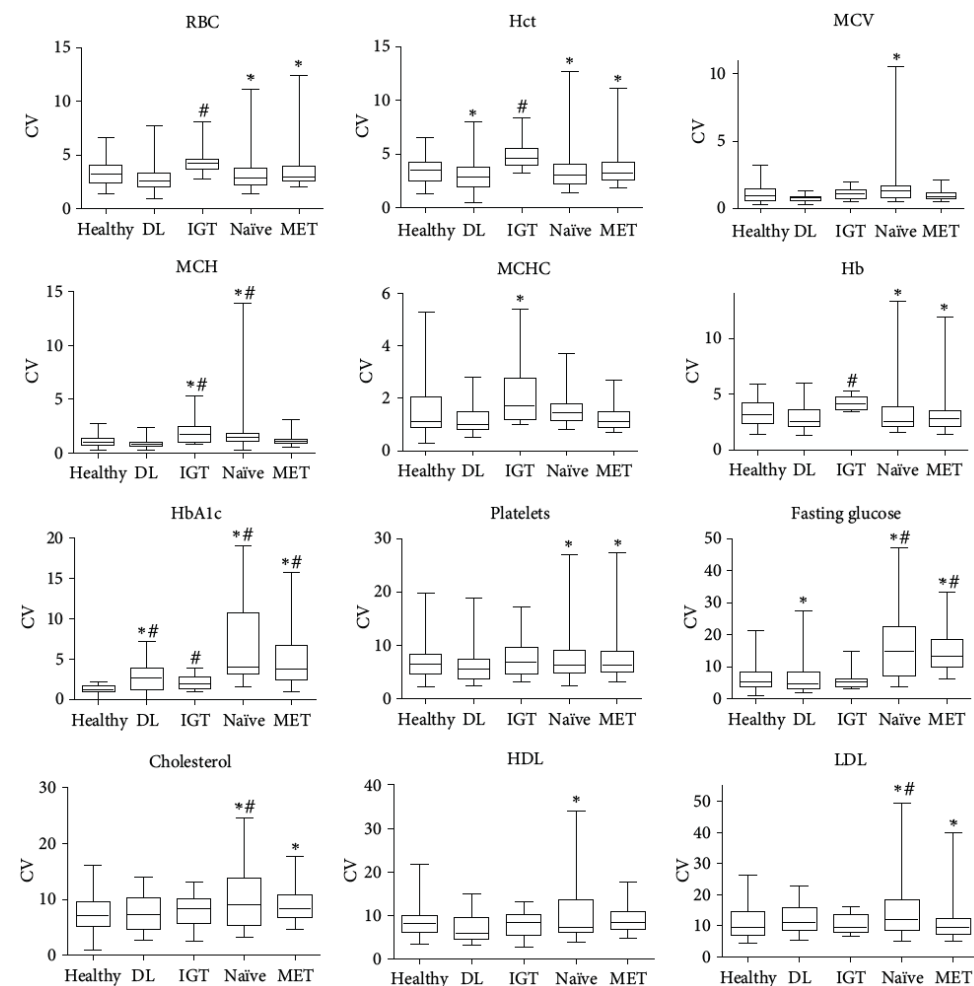 RBC
15
*
*
#
10
CV
5
0
Healthy DL IGT Naïve MET
Hct
15
*
*
*
#
10
CV
5
0
Healthy DL IGT Naïve MET
MCV
*
10
CV
5
0
Healthy DL IGT Naïve MET
MCH
15
*#
10
*#
CV
5
0
Healthy DL IGT Naïve MET
MCHC
6
*
4
CV
2
0
Healthy DL IGT Naïve MET
Hb
*
*
#
10
CV
5
0
Healthy DL IGT Naïve MET
HbA1c
20
*#
*#
15
*#
#
10
CV
5
0
Healthy DL IGT Naïve MET
Platelets
30
*
*
20
CV
10
0
Healthy DL IGT Naïve MET
Fasting glucose
50
*#
*#
40
*
30
CV
20
10
0
Healthy DL IGT Naïve MET
Cholesterol
30
*#
*
20
CV
10
0
Healthy DL IGT Naïve MET
HDL
40
*
30
CV
20
10
0
Healthy DL IGT Naïve MET
LDL
*#
50
*
40
30
CV
20
10
0
Healthy DL IGT Naïve MET